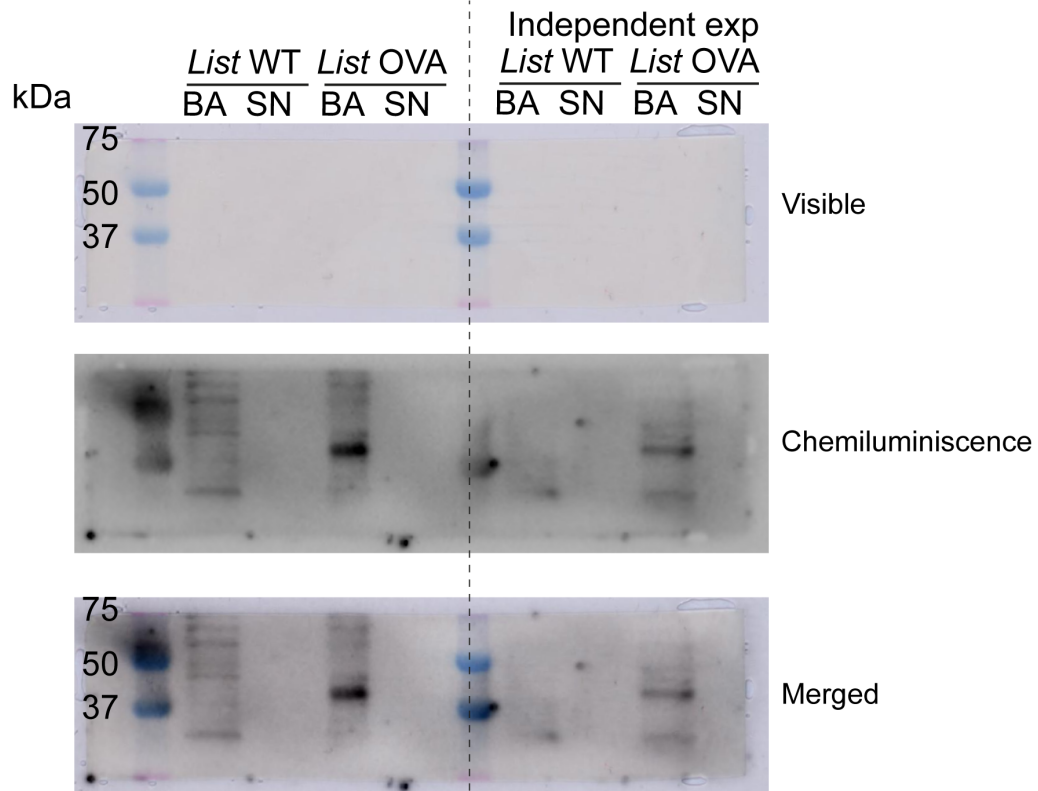 Independent exp
List WT List OVA List WT List OVA
kDa
BA SN BA SN BA SN BA SN
75
50
37
Visible
Chemiluminiscence
75
50
37
Merged